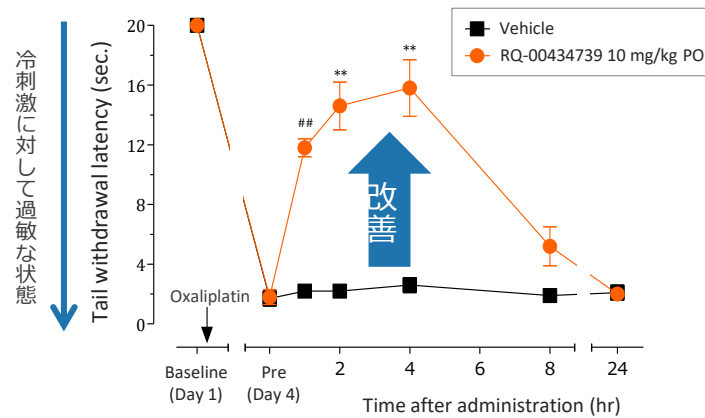 冷刺激に対して過敏な状態
Tail withdrawal latency (sec.)
20
16
12
8
4
0
Vehicle
RQ-00434739 10 mg/kg PO
##
**
**
改善
Oxaliplatin
Baseline
(Day 1)
Pre
(Day 4)
2
4
6
8
24
Time after administration (hr)